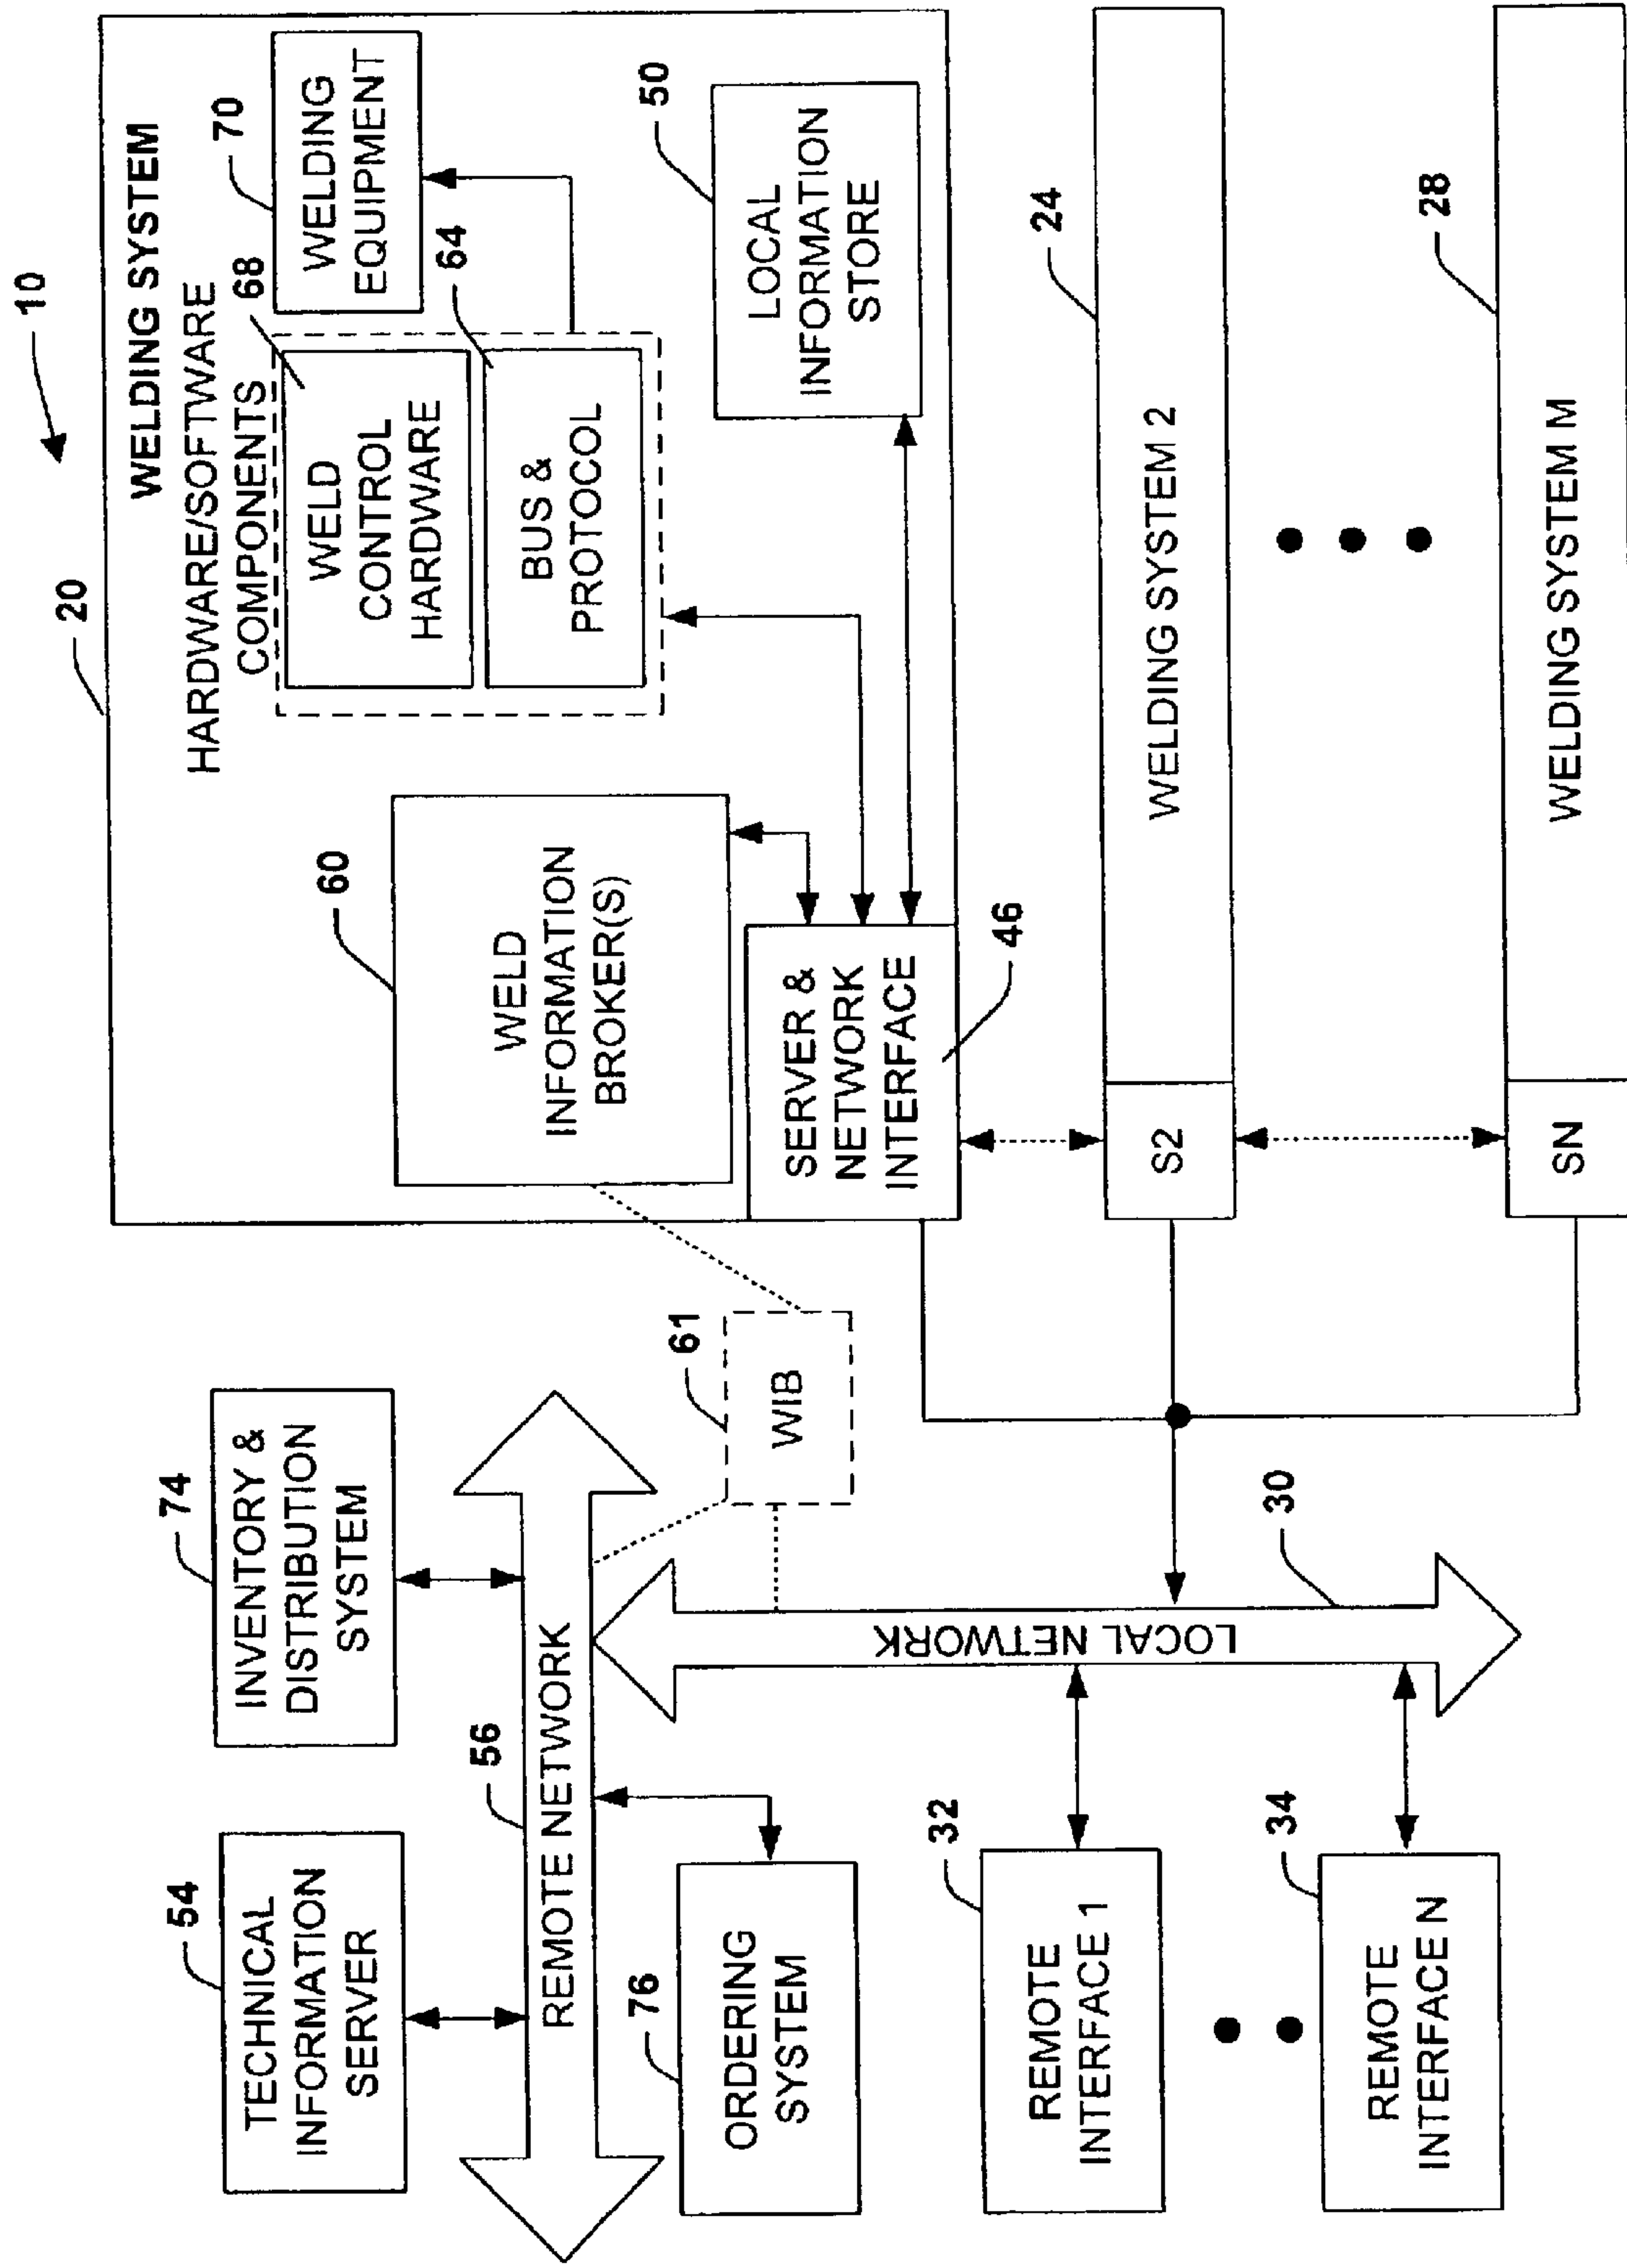 10
20
WELDING SYSTEM
HARDWARE/SOFTWARE
COMPONENTS
68
WELD
CONTROL
HARDWARE
64
BUS &
PROTOCOL
70
WELDING
EQUIPMENT
50
LOCAL
INFORMATION
STORE
60
WELD
INFORMATION
BROKER(S)
SERVER &
NETWORK
INTERFACE
46
54
TECHNICAL
INFORMATION
SERVER
74
INVENTORY &
DISTRIBUTION
SYSTEM
56
REMOTE NETWORK
61
WIB
76
ORDERING
SYSTEM
LOCAL NETWORK
30
32
REMOTE
INTERFACE 1
34
REMOTE
INTERFACE N
S2
WELDING SYSTEM 2
24
SN
WELDING SYSTEM M
28